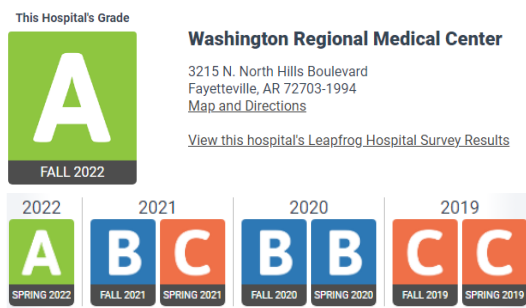 This Hospital's Grade
A
FALL 2022
Washington Regional Medical Center
3215 N. North Hills Boulevard
Fayetteville, AR 72703-1994
Map and Directions
View this hospital's Leapfrog Hospital Survey Results
2022 2021 2020 2019
A B C B B C C
SPRING 2022 FALL 2021 SPRING 2021 FALL 2020 SPRING 2020 FALL 2019 SPRING 2019